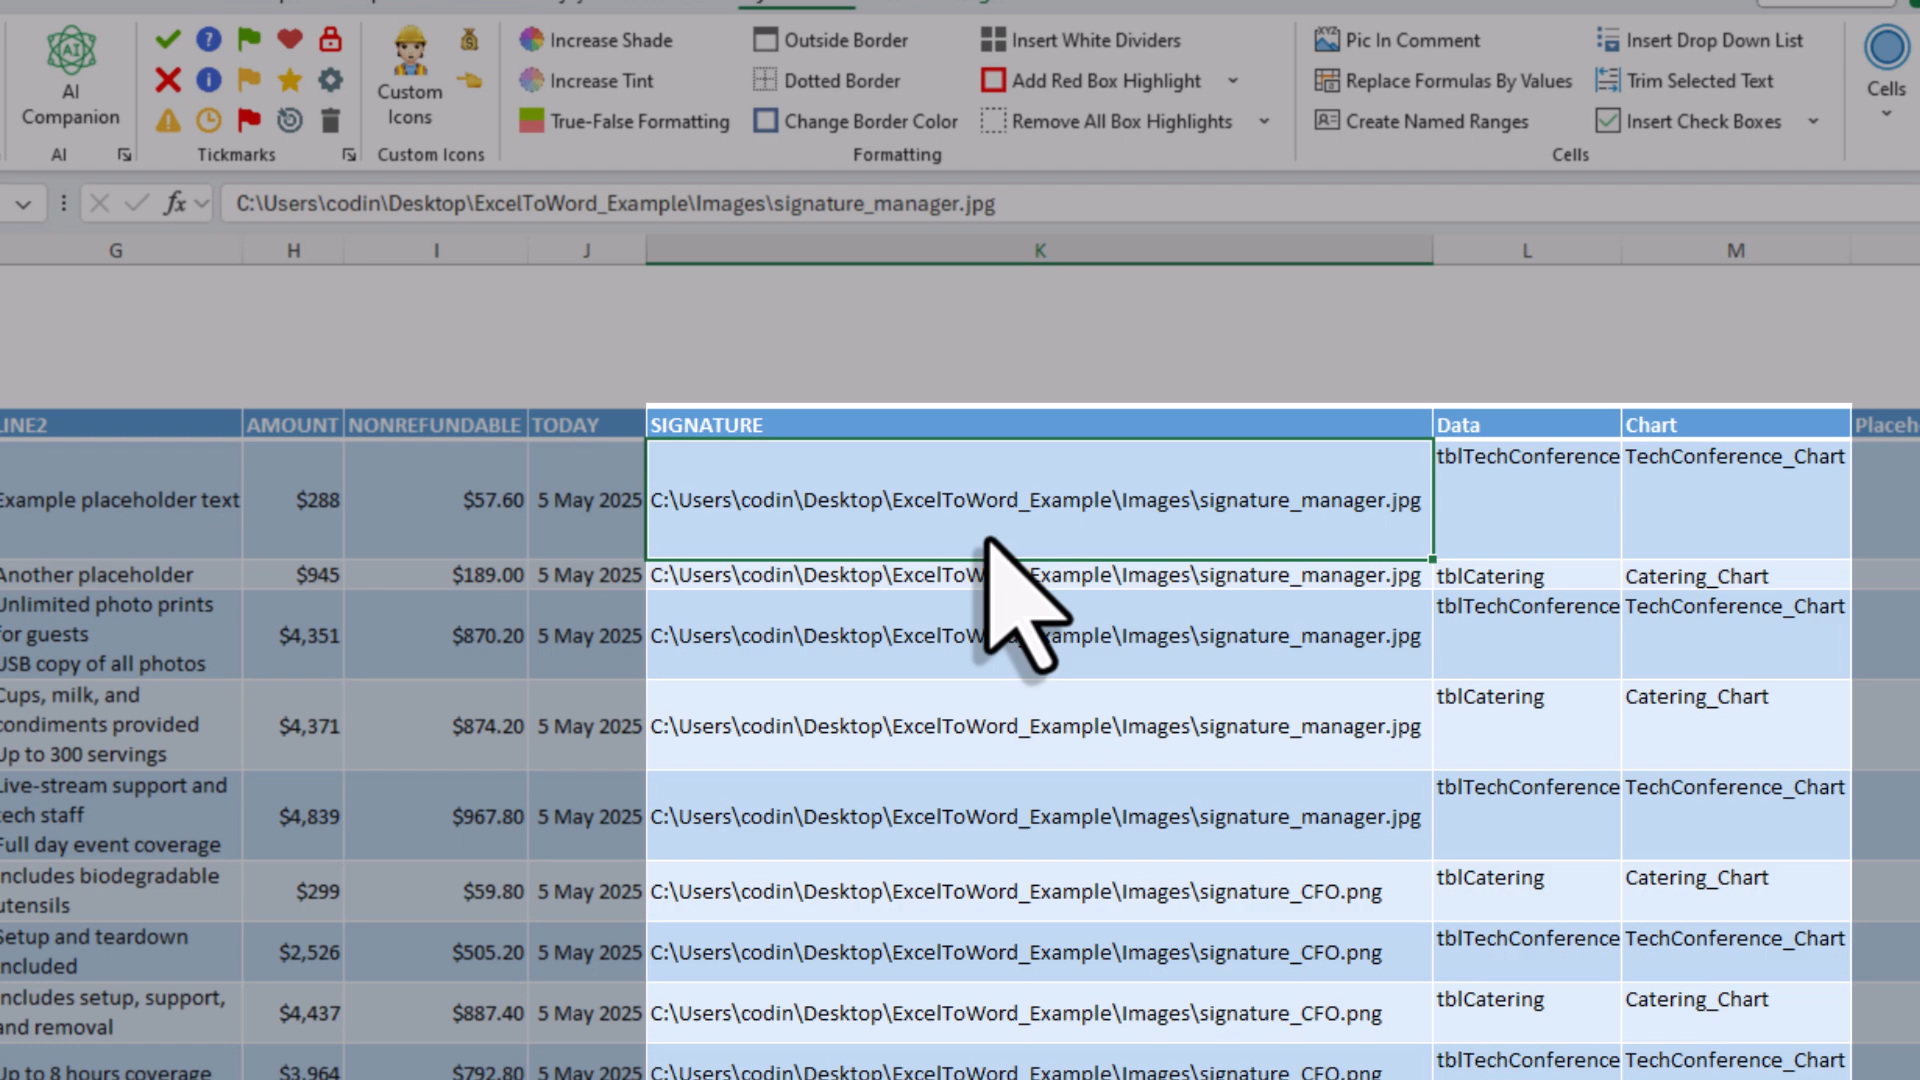 AI Companion
AI
Tickmarks
Custom Icons
Custom Icons
Increase Shade
Increase Tint
True-False Formatting
Outside Border
Dotted Border
Change Border Color
Insert White Dividers
Add Red Box Highlight
Remove All Box Highlights
Formatting
XYZ
Pic In Comment
Replace Formulas By Values
Create Named Ranges
Insert Drop Down List
Trim Selected Text
Insert Check Boxes
Cells
Cells
fx C:\Users\codin\Desktop\ExcelToWord_Example\Images\signature_manager.jpg
G H I J K L M
LINE2 AMOUNT NONREFUNDABLE TODAY SIGNATURE Data Chart Placeh
Example placeholder text $288 $57.60 5 May 2025 C:\Users\codin\Desktop\ExcelToWord_Example\Images\signature_manager.jpg tblTechConference TechConference_Chart
Another placeholder $945 $189.00 5 May 2025 C:\Users\codin\Desktop\ExcelToW Example\Images\signature_manager.jpg tblCatering Catering_Chart
Unlimited photo prints
for guests
USB copy of all photos $4,351 $870.20 5 May 2025 C:\Users\codin\Desktop\ExcelToW xample\Images\signature_manager.jpg tblTechConference TechConference_Chart
Cups, milk, and
condiments provided
Up to 300 servings $4,371 $874.20 5 May 2025 C:\Users\codin\Desktop\ExcelToWord_Example\Images\signature_manager.jpg tblCatering Catering_Chart
Live-stream support and
tech staff
Full day event coverage $4,839 $967.80 5 May 2025 C:\Users\codin\Desktop\ExcelToWord_Example\Images\signature_manager.jpg tblTechConference TechConference_Chart
Includes biodegradable
utensils $299 $59.80 5 May 2025 C:\Users\codin\Desktop\ExcelToWord_Example\Images\signature_CFO.png tblCatering Catering_Chart
Setup and teardown
included $2,526 $505.20 5 May 2025 C:\Users\codin\Desktop\ExcelToWord_Example\Images\signature_CFO.png tblTechConference TechConference_Chart
Includes setup, support,
and removal $4,437 $887.40 5 May 2025 C:\Users\codin\Desktop\ExcelToWord_Example\Images\signature_CFO.png tblCatering Catering_Chart
Up to 8 hours coverage $3,964 $792.80 5 May 2025 C:\Users\codin\Desktop\ExcelToWord_Example\Images\signature_CFO.png tblTechConference TechConference_Chart